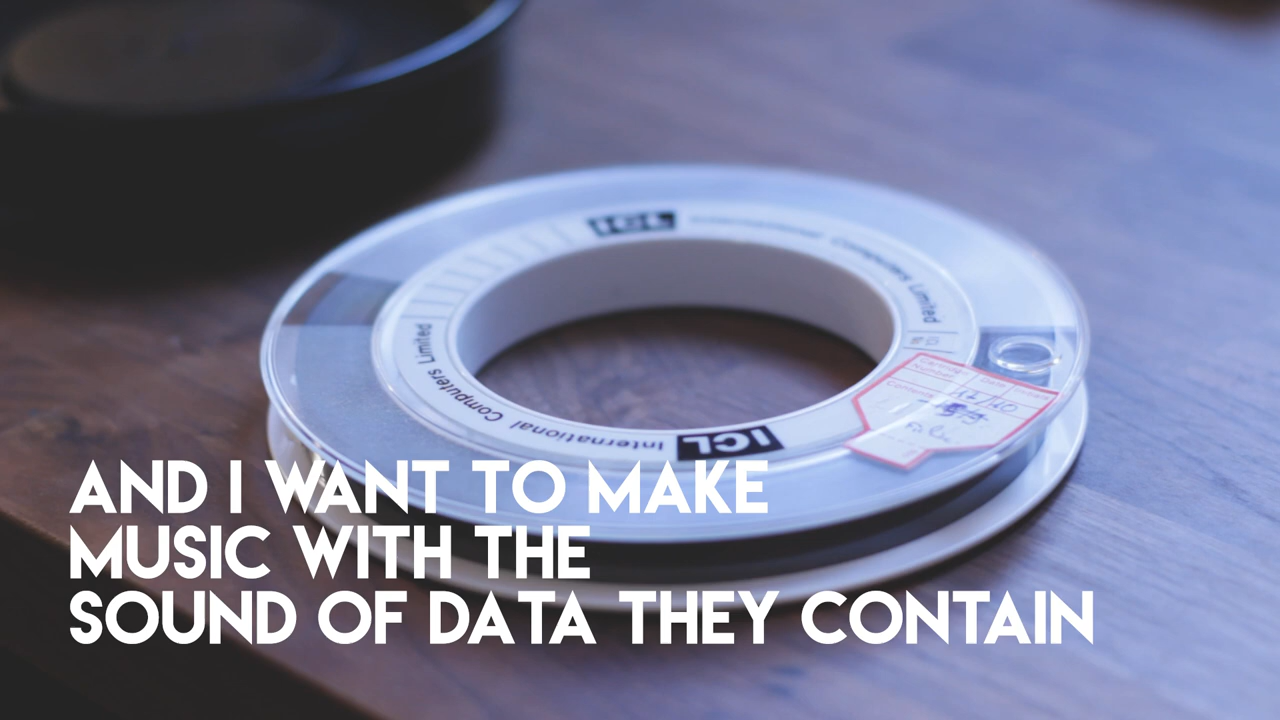 ICL International Computers Limited
ICL International Computers Limited
AND I WANT TO MAKE
MUSIC WITH THE
SOUND OF DATA THEY CONTAIN